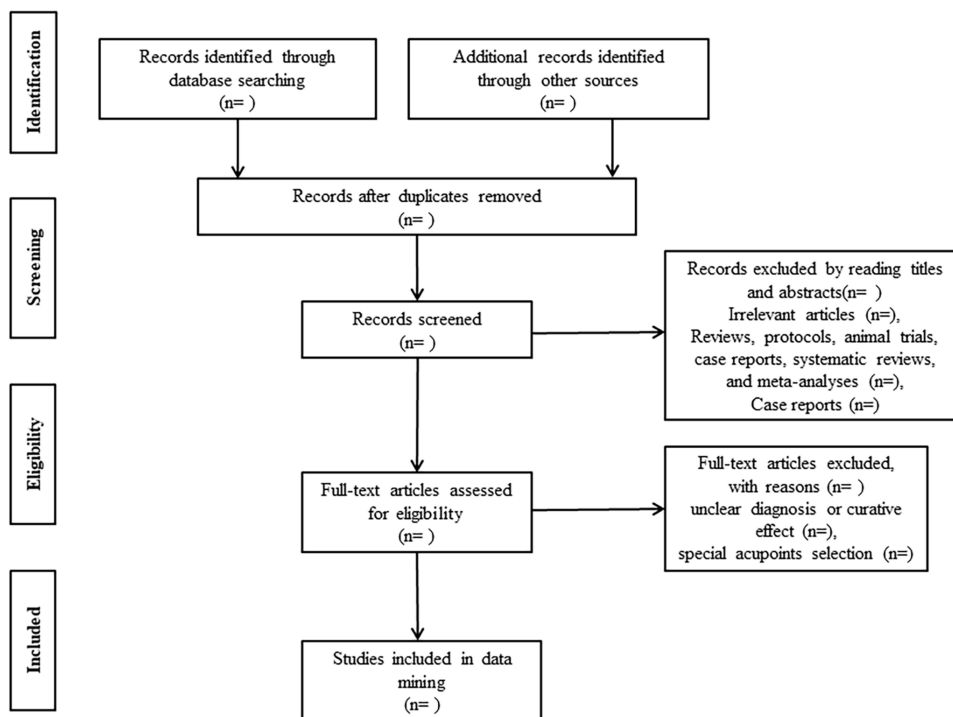 Identification
Records identified through
database searching
(n= )
Additional records identified
through other sources
(n= )
Screening
Records after duplicates removed
(n= )
Records screened
(n= )
Records excluded by reading titles
and abstracts(n= )
Irrelevant articles (n=),
Reviews, protocols, animal trials,
case reports, systematic reviews,
and meta-analyses (n=),
Case reports (n=)
Eligibility
Full-text articles assessed
for eligibility
(n= )
Full-text articles excluded,
with reasons (n= )
unclear diagnosis or curative
effect (n=),
special acupoints selection (n=)
Included
Studies included in data
mining
(n= )